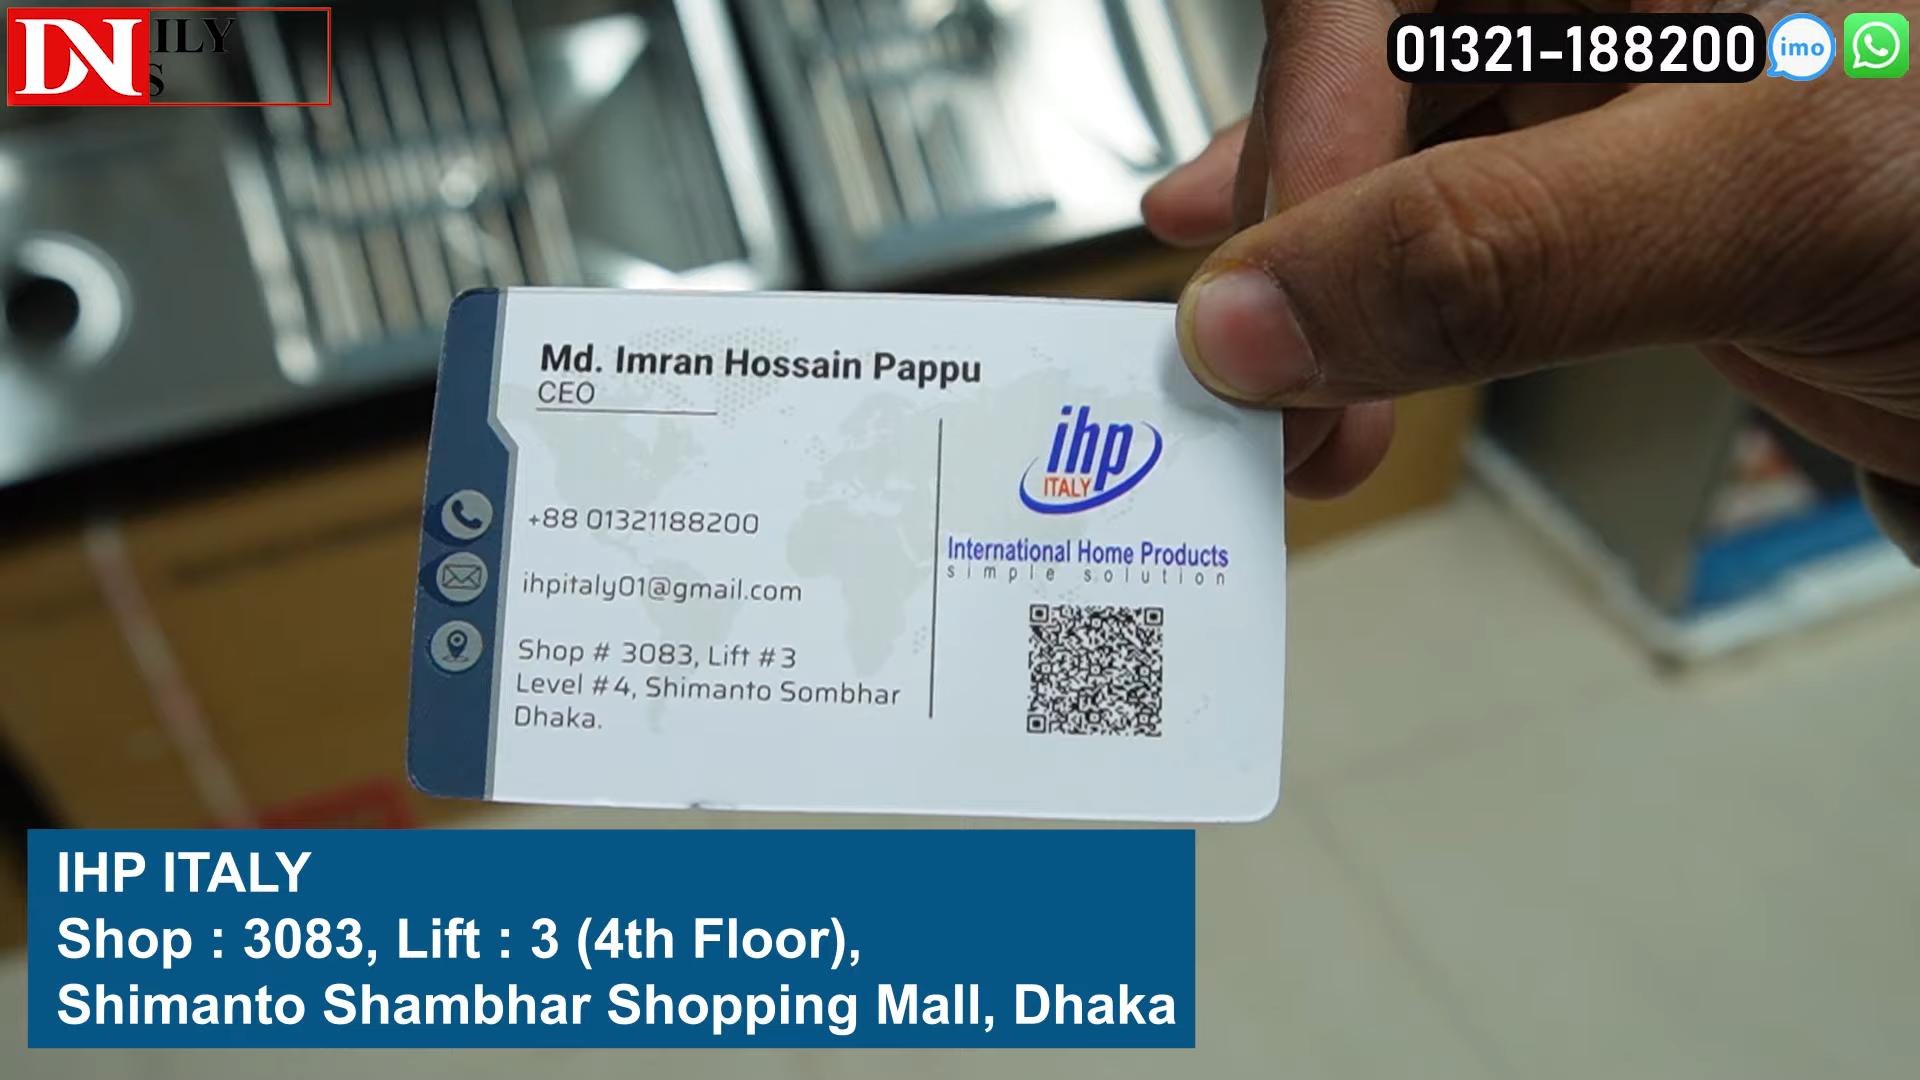 DN
ILY
S
01321-188200
imo
Md. Imran Hossain Pappu
CEO
+88 01321188200
ihpitaly01@gmail.com
Shop # 3083, Lift #3
Level #4, Shimanto Sombhar
Dhaka.
ihp
ITALY
International Home Products
simple solution
IHP ITALY
Shop : 3083, Lift : 3 (4th Floor),
Shimanto Shambhar Shopping Mall, Dhaka